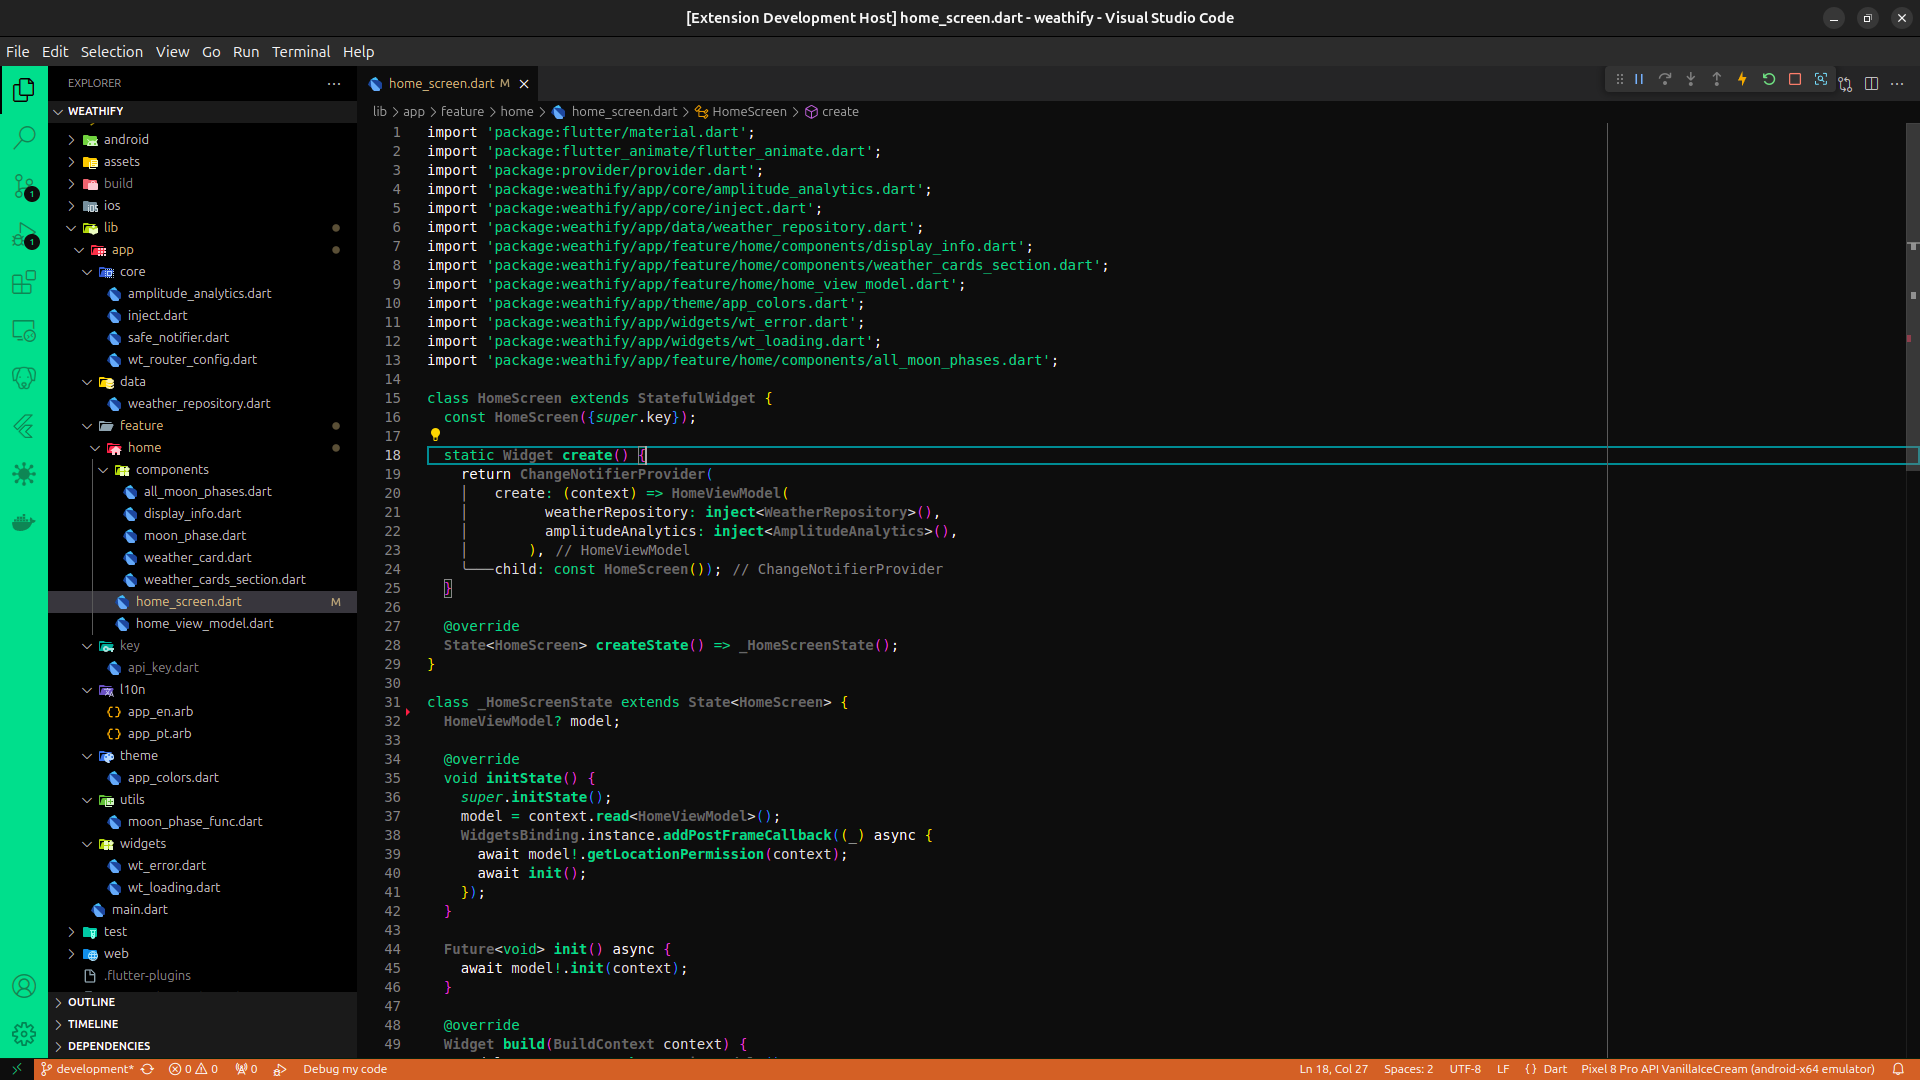 [Extension Development Host] home_screen.dart - weathify - Visual Studio Code
File Edit Selection View Go Run Terminal Help
EXPLORER
WEATHIFY
android
assets
build
ios
lib
app
core
amplitude_analytics.dart
inject.dart
safe_notifier.dart
wt_router_config.dart
data
weather_repository.dart
feature
home
components
all_moon_phases.dart
display_info.dart
moon_phase.dart
weather_card.dart
weather_cards_section.dart
home_screen.dart M
home_view_model.dart
key
api_key.dart
l10n
{} app_en.arb
{} app_pt.arb
theme
app_colors.dart
utils
moon_phase_func.dart
widgets
wt_error.dart
wt_loading.dart
main.dart
test
web
.flutter-plugins
OUTLINE
TIMELINE
DEPENDENCIES
1
1
home_screen.dart M
lib > app > feature > home > home_screen.dart > HomeScreen > create
1 import 'package:flutter/material.dart';
2 import 'package:flutter_animate/flutter_animate.dart';
3 import 'package:provider/provider.dart';
4 import 'package:weathify/app/core/amplitude_analytics.dart';
5 import 'package:weathify/app/core/inject.dart';
6 import 'package:weathify/app/data/weather_repository.dart';
7 import 'package:weathify/app/feature/home/components/display_info.dart';
8 import 'package:weathify/app/feature/home/components/weather_cards_section.dart';
9 import 'package:weathify/app/feature/home/home_view_model.dart';
10 import 'package:weathify/app/theme/app_colors.dart';
11 import 'package:weathify/app/widgets/wt_error.dart';
12 import 'package:weathify/app/widgets/wt_loading.dart';
13 import 'package:weathify/app/feature/home/components/all_moon_phases.dart';
14
15 class HomeScreen extends StatefulWidget {
16 const HomeScreen({super.key});
17
18 static Widget create() {
19 return ChangeNotifierProvider(
20 create: (context) => HomeViewModel(
21 weatherRepository: inject<WeatherRepository>(),
22 amplitudeAnalytics: inject<AmplitudeAnalytics>(),
23 ), // HomeViewModel
24 child: const HomeScreen()); // ChangeNotifierProvider
25 }
26
27 @override
28 State<HomeScreen> createState() => _HomeScreenState();
29 }
30
31 class _HomeScreenState extends State<HomeScreen> {
32 HomeViewModel? model;
33
34 @override
35 void initState() {
36 super.initState();
37 model = context.read<HomeViewModel>();
38 WidgetsBinding.instance.addPostFrameCallback((_) async {
39 await model!.getLocationPermission(context);
40 await init();
41 });
42 }
43
44 Future<void> init() async {
45 await model!.init(context);
46 }
47
48 @override
49 Widget build(BuildContext context) {
development* 0 0 0 Debug my code Ln 18, Col 27 Spaces: 2 UTF-8 LF {} Dart Pixel 8 Pro API VanillaIceCream (android-x64 emulator)